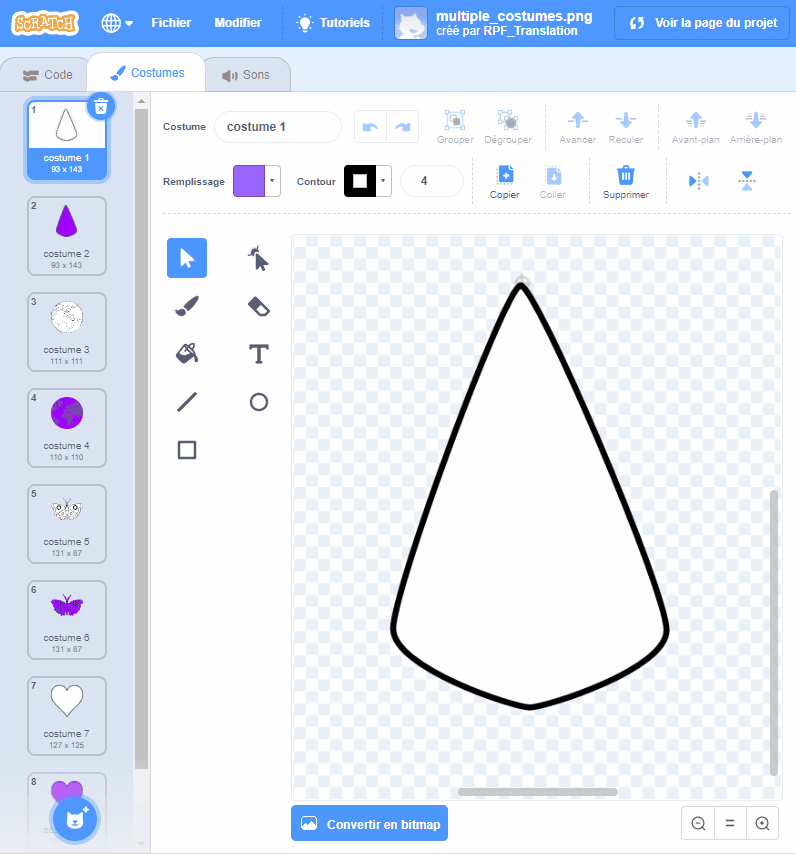 SCRATCH
Fichier
Modifier
Tutoriels
multiple_costumes.png
créé par RPF_Translation
Voir la page du projet
Code
Costumes
Sons
1
costume 1
93 x 143
2
costume 2
93 x 143
3
costume 3
111 x 111
4
costume 4
110 x 110
5
costume 5
131 x 87
6
costume 6
131 x 87
7
costume 7
127 x 125
8
Costume
costume 1
Grouper
Dégrouper
Avancer
Reculer
Avant-plan
Arrière-plan
Remplissage
Contour
4
Copier
Coller
Supprimer
T
Convertir en bitmap